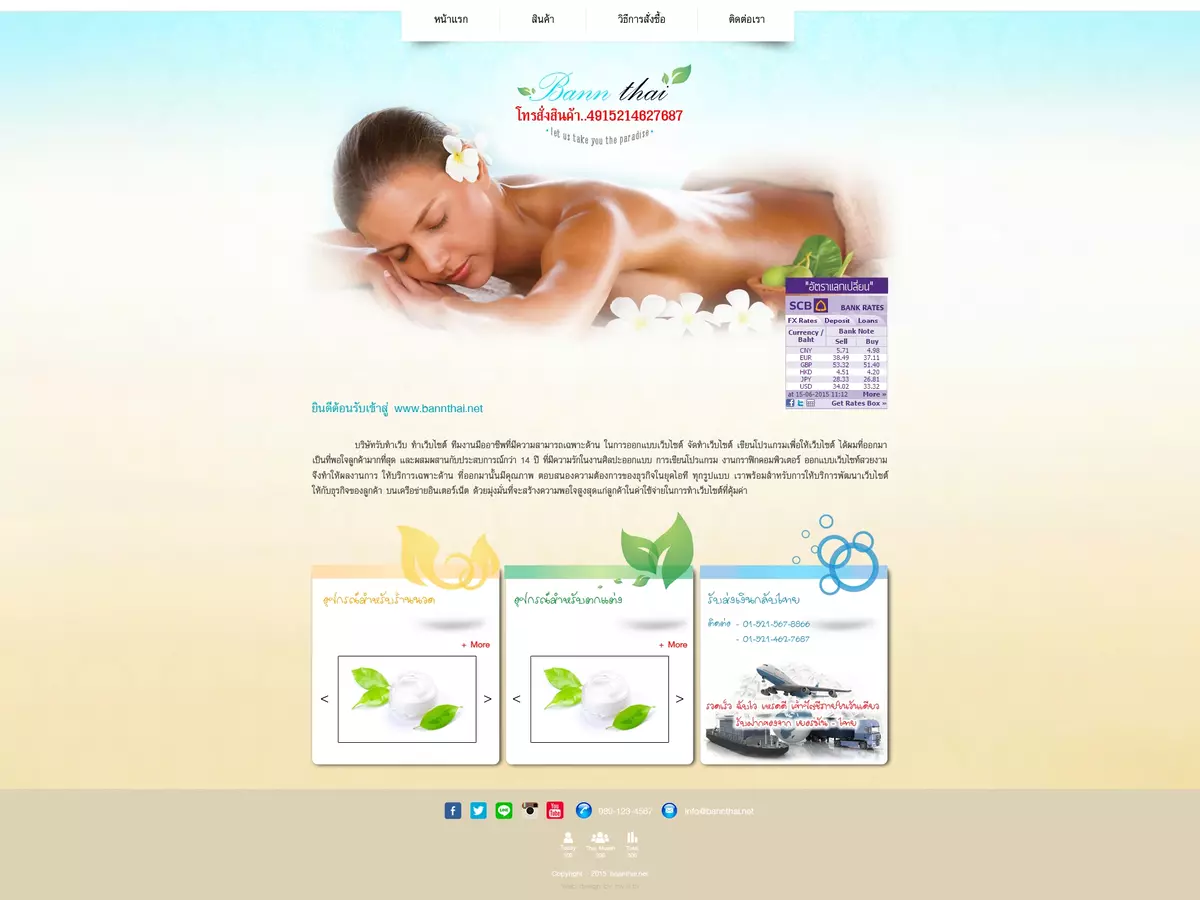 หน้าแรก สินค้า วิธีการสั่งซื้อ ติดต่อเรา
Bann thai
โทรสั่งสินค้า..4915214627687
let us take you the paradise
"อัตราแลกเปลี่ยน"
SCB BANK RATES
FX Rates Deposit Loans
Currency / Baht Bank Note
Sell Buy
CNY 5.71 4.98
EUR 38.49 37.11
GBP 53.32 51.40
HKD 4.51 4.20
JPY 28.33 26.81
USD 34.02 33.32
at 15-06-2015 11:12 More »
Get Rates Box »
ยินดีต้อนรับเข้าสู่ www.bannthai.net
บริษัทรับทำเว็บ ทำเว็บไซต์ ทีมงานมืออาชีพที่มีความสามารถเฉพาะด้าน ในการออกแบบเว็บไซต์ จัดทำเว็บไซต์ เขียนโปรแกรมเพื่อให้เว็บไซต์ ได้ผมที่ออกมา
เป็นที่พอใจลูกค้ามากที่สุด และผสมผสานกับประสบการณ์กว่า 14 ปี ที่มีความรักในงานศิลปะออกแบบ การเขียนโปรแกรม งานกราฟิกคอมพิวเตอร์ ออกแบบเว็บไซท์สวยงาม
จึงทำให้ผลงานการ ให้บริการเฉพาะด้าน ที่ออกมานั้นมีคุณภาพ ตอบสนองความต้องการของธุรกิจในยุคไอที ทุกรูปแบบ เราพร้อมสำหรับการให้บริการพัฒนาเว็บไซต์
ให้กับธุรกิจของลูกค้า บนเครือข่ายอินเตอร์เน็ต ด้วยมุ่งมั่นที่จะสร้างความพอใจสูงสุดแก่ลูกค้าในค่าใช้จ่ายในการทำเว็บไซต์ที่คุ้มค่า
อุปกรณ์สำหรับร้านนวด
+ More
< >
อุปกรณ์สำหรับตกแต่ง
+ More
< >
รับส่งเงินกลับไทย
ติดต่อ - 01-521-567-8866
- 01-521-462-7687
รวดเร็ว ฉับไว เทรดดี เข้าบัญชีภายในวันเดียว
รับฝากของจาก เยอรมัน - ไทย
LINE
You Tube
089-123-4567 info@bannthai.net
Copyright 2015 bannthai.net